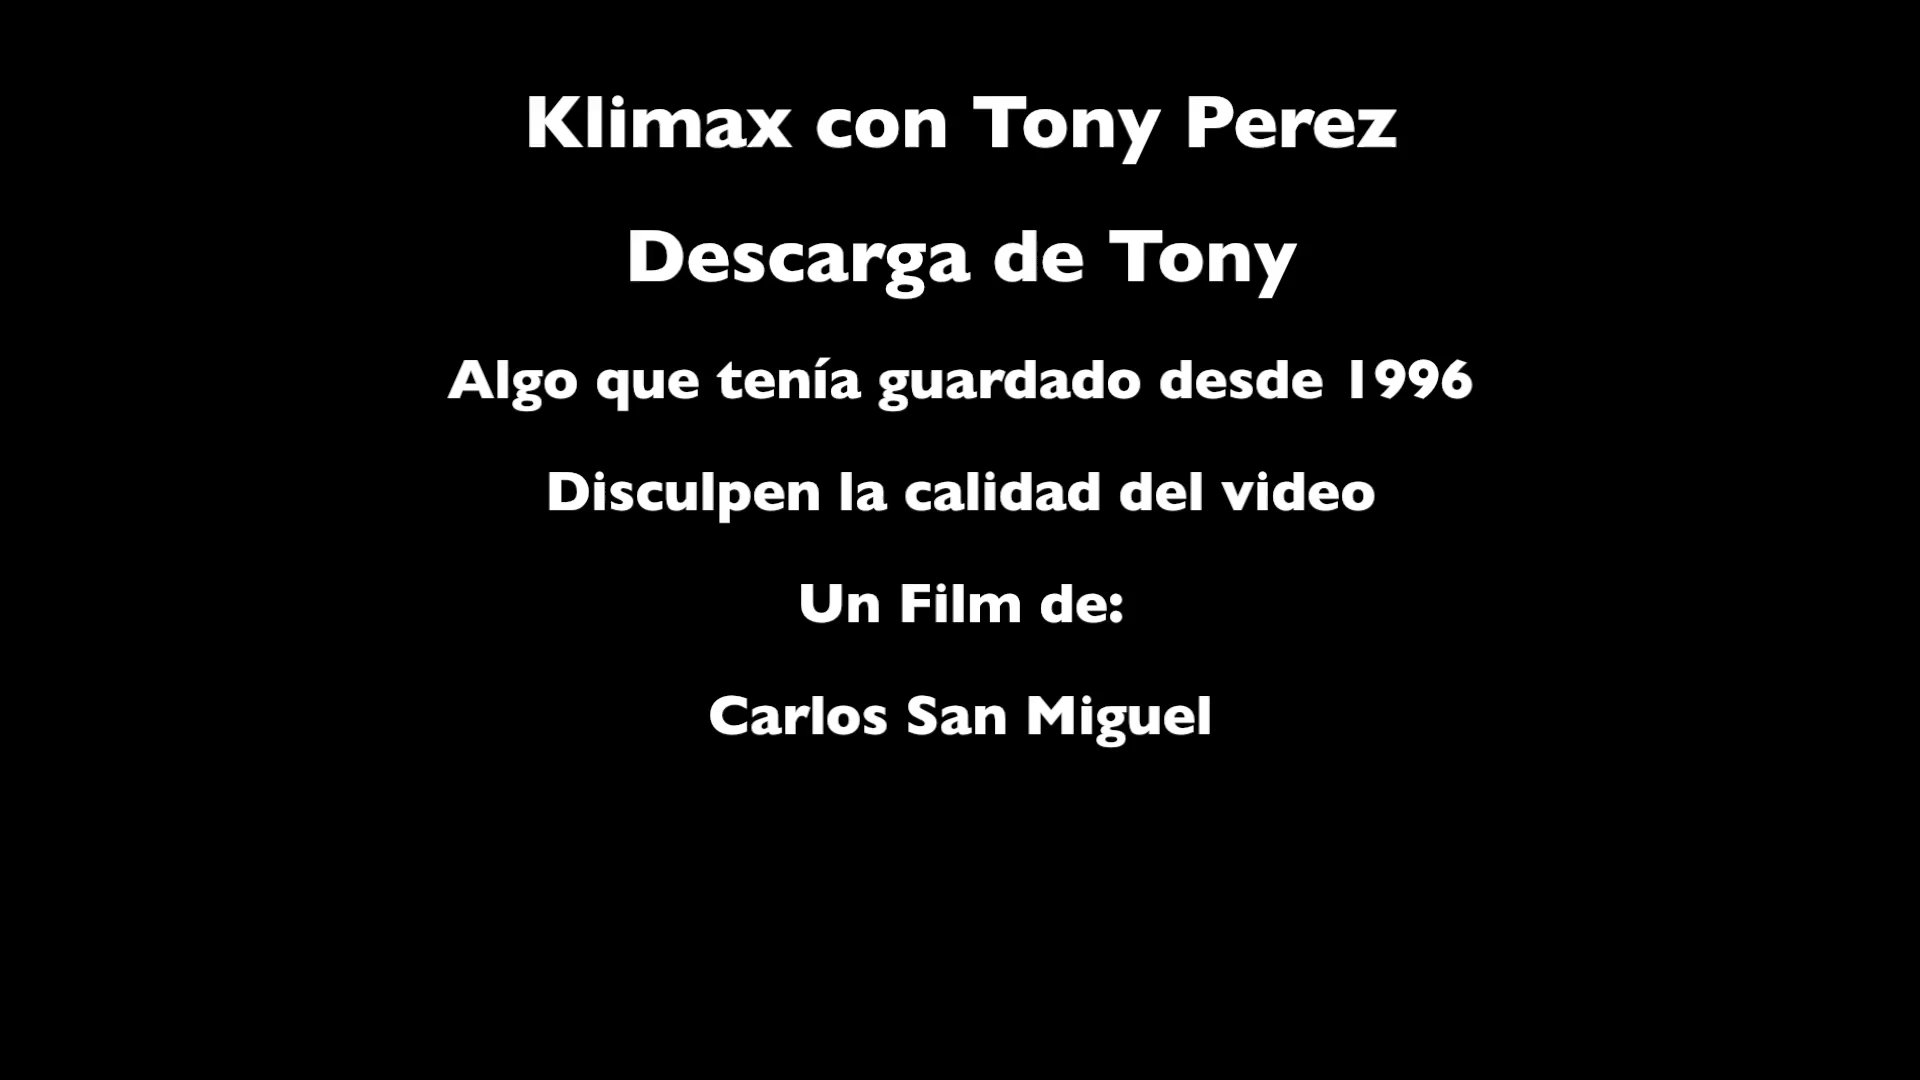 Klimax con Tony Perez
Descarga de Tony
Algo que tenía guardado desde 1996
Disculpen la calidad del video
Un Film de:
Carlos San Miguel